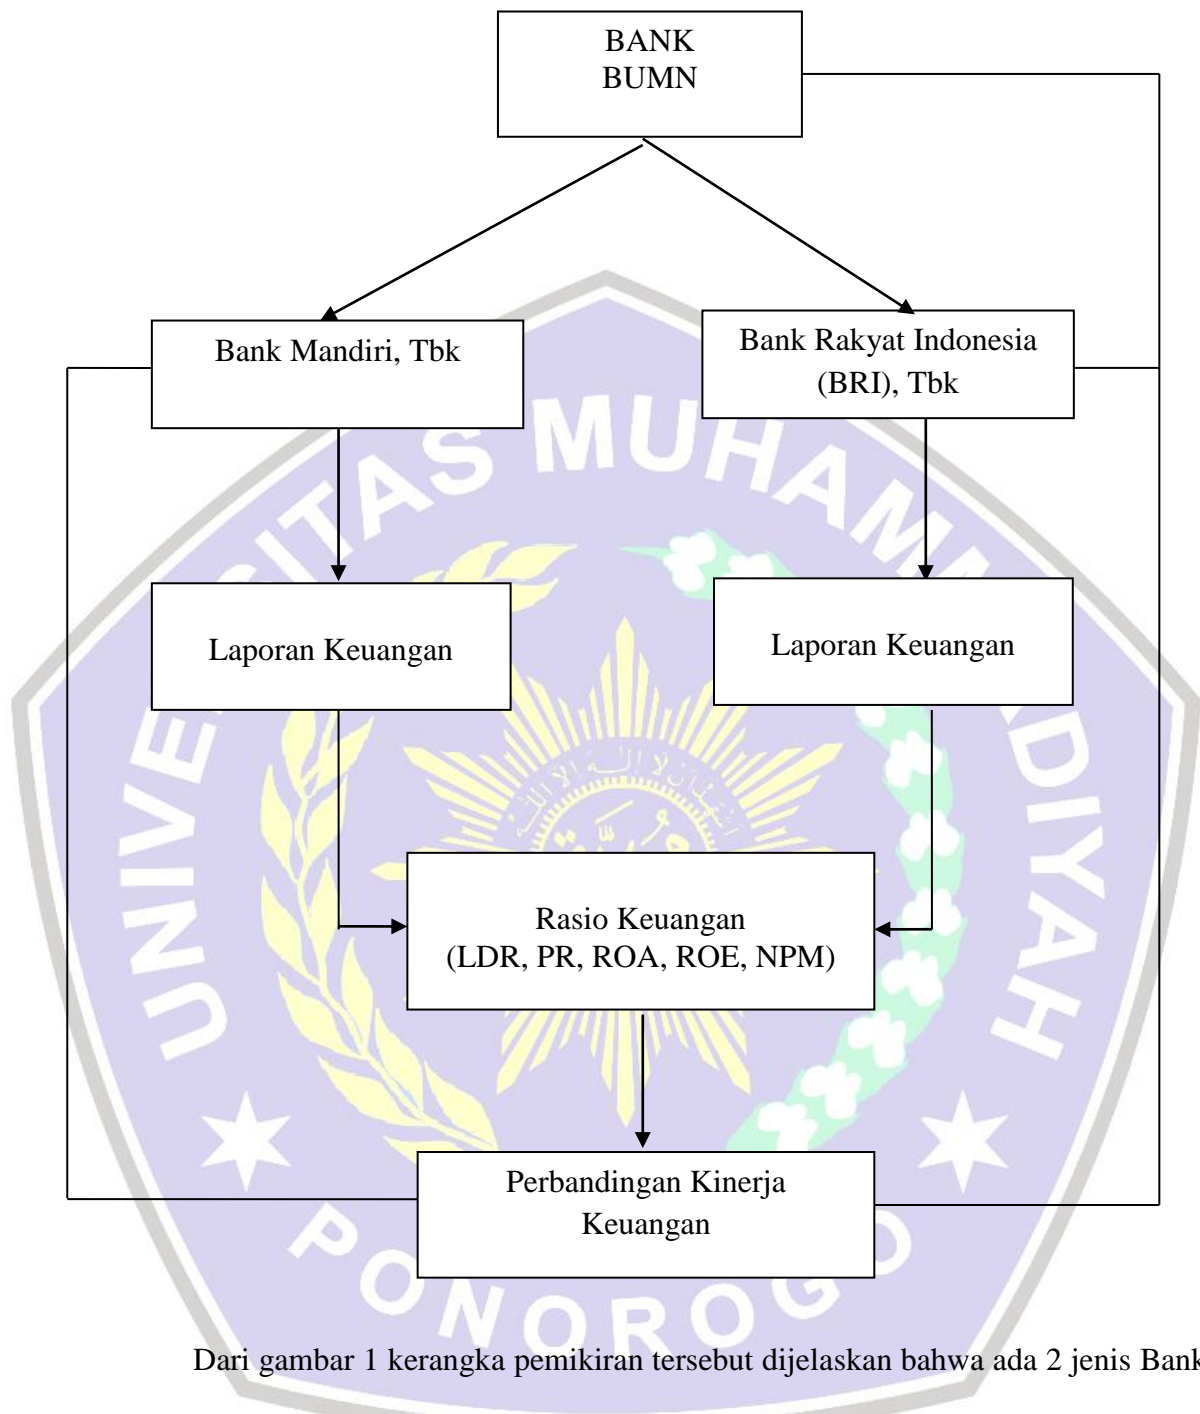 BANK
BUMN
Bank Mandiri, Tbk
Bank Rakyat Indonesia
(BRI), Tbk
Laporan Keuangan
Laporan Keuangan
Rasio Keuangan
(LDR, PR, ROA, ROE, NPM)
Perbandingan Kinerja
Keuangan
Dari gambar 1 kerangka pemikiran tersebut dijelaskan bahwa ada 2 jenis Bank
MUHAMMADIYAH
PONOROGO